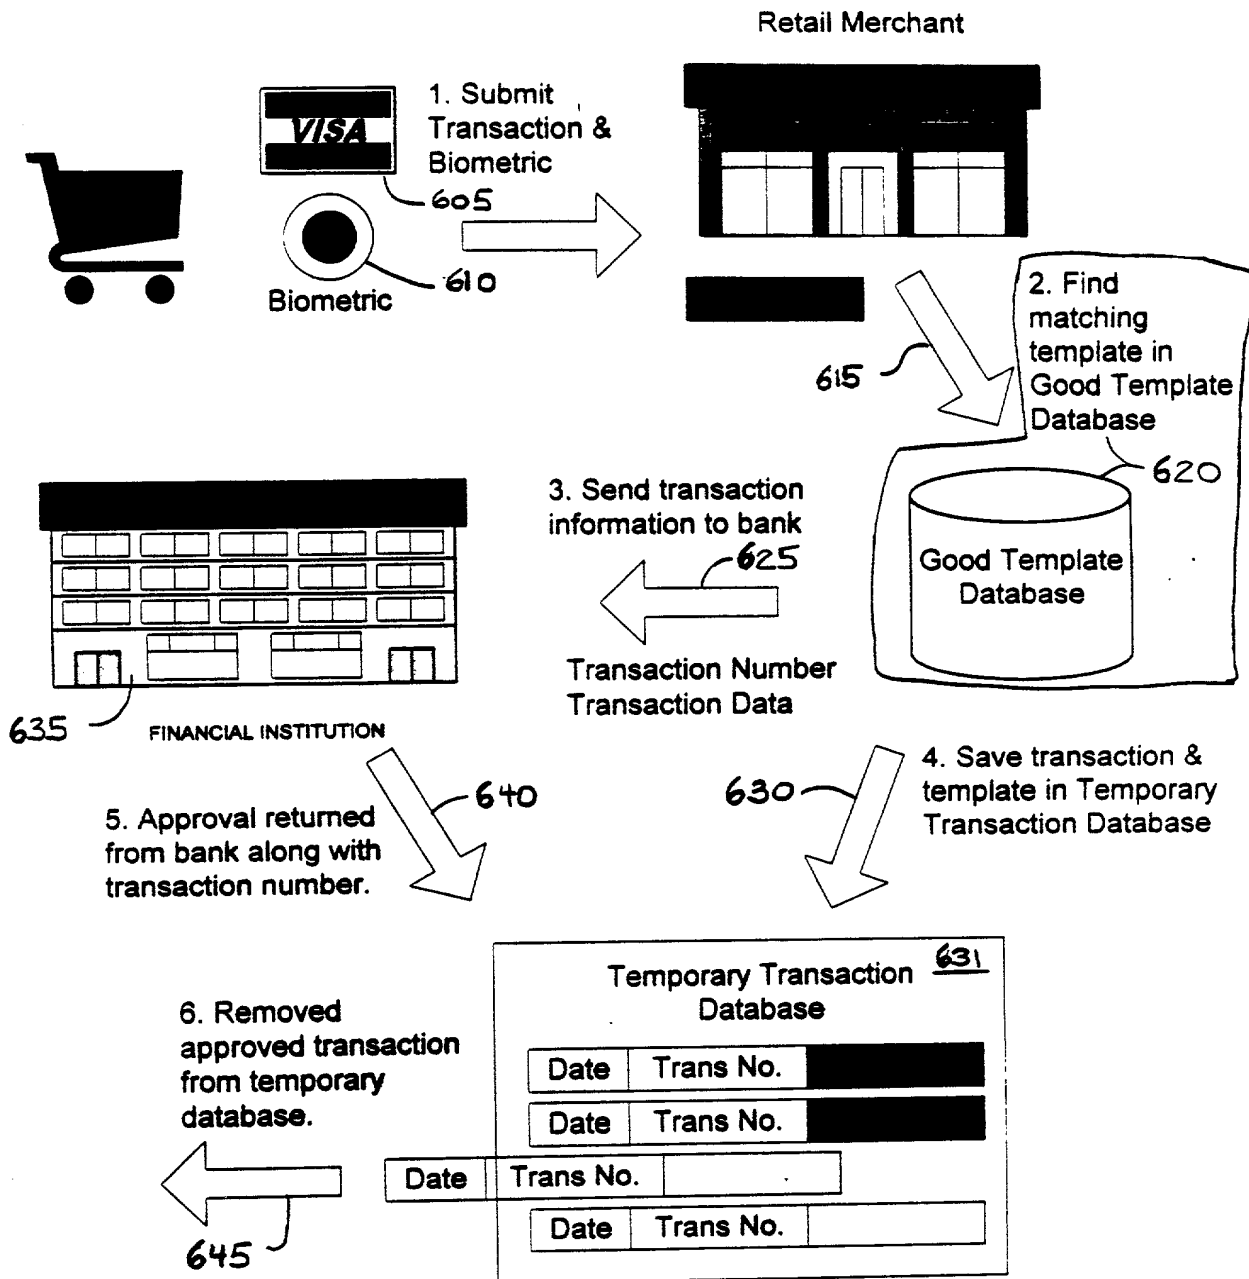 Retail Merchant
VISA
1. Submit
Transaction &
Biometric
605
610
Biometric
615
2. Find
matching
template in
Good Template
Database
620
Good Template
Database
3. Send transaction
information to bank
625
Transaction Number
Transaction Data
635
FINANCIAL INSTITUTION
4. Save transaction &
template in Temporary
Transaction Database
630
640
5. Approval returned
from bank along with
transaction number.
631
Temporary Transaction
Database
Date Trans No.
Date Trans No.
Date Trans No.
Date Trans No.
6. Removed
approved transaction
from temporary
database.
645